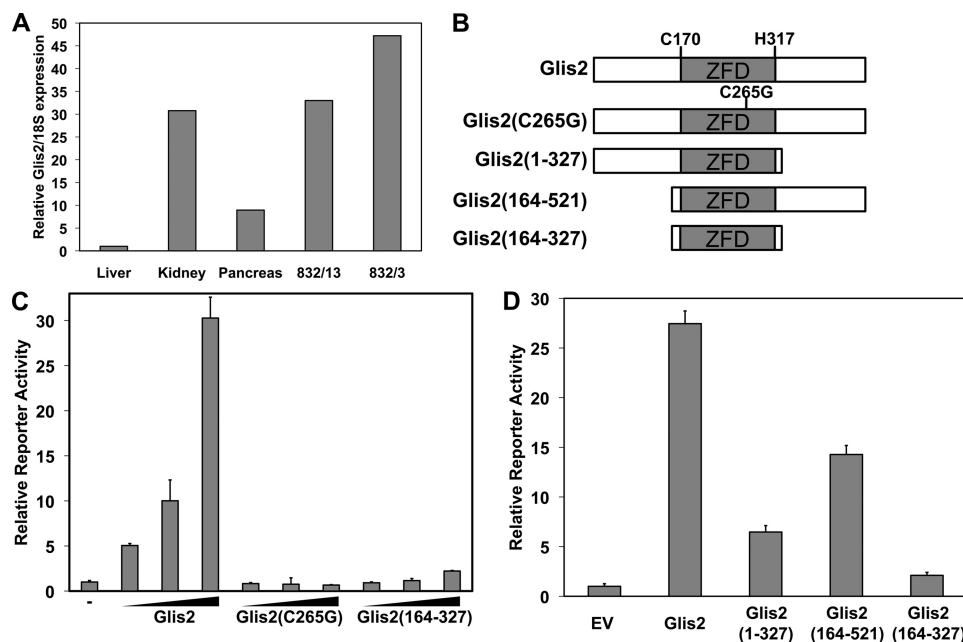 A
Relative Glis2/18S expression
50
45
40
35
30
25
20
15
10
5
0
Liver Kidney Pancreas 832/13 832/3
B
C170 H317
Glis2 ZFD
C265G
Glis2(C265G) ZFD
Glis2(1-327) ZFD
Glis2(164-521) ZFD
Glis2(164-327) ZFD
C
Relative Reporter Activity
30
25
20
15
10
5
0
- Glis2 Glis2(C265G) Glis2(164-327)
D
Relative Reporter Activity
30
25
20
15
10
5
0
EV Glis2 Glis2 Glis2 Glis2
(1-327) (164-521) (164-327)